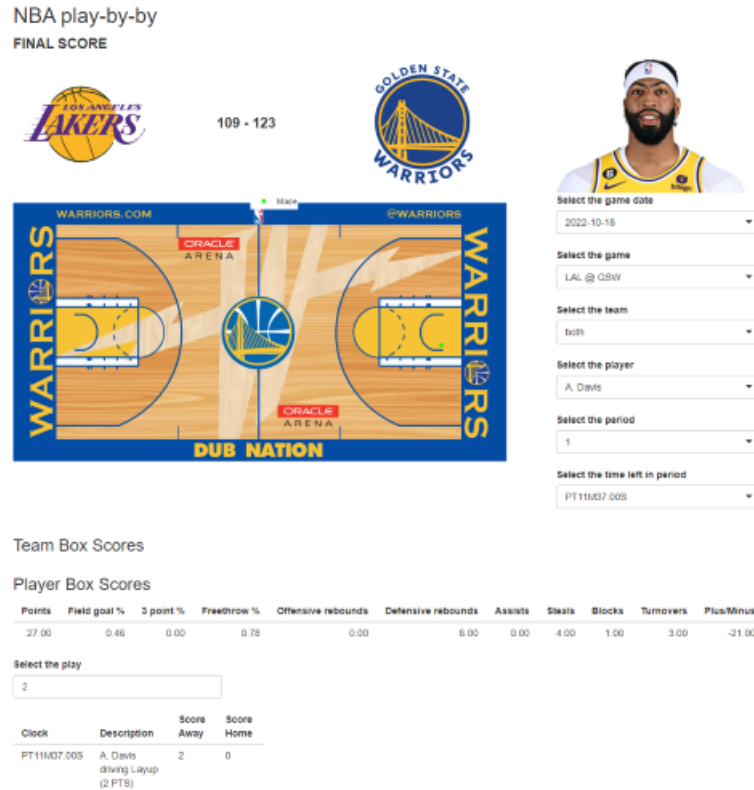 NBA play-by-by
FINAL SCORE
LOS ANGELES
LAKERS
109 - 123
GOLDEN STATE
WARRIORS
6
bibigo
Select the game date
2022-10-18
Select the game
LAL @ GSW
Select the team
both
Select the player
A. Davis
Select the period
1
Select the time left in period
PT11M37.00S
Made
WARRIORS.COM
@WARRIORS
ORACLE
ARENA
WARRIORS
WARRIORS
ORACLE
ARENA
DUB NATION
Team Box Scores
Player Box Scores
Points Field goal % 3 point % Freethrow % Offensive rebounds Defensive rebounds Assists Steals Blocks Turnovers Plus/Minus
27.00 0.46 0.00 0.78 0.00 6.00 0.00 4.00 1.00 3.00 -21.00
Select the play
2
Clock Description Score Away Score Home
PT11M37.00S A. Davis 2 0
driving Layup
(2 PTS)